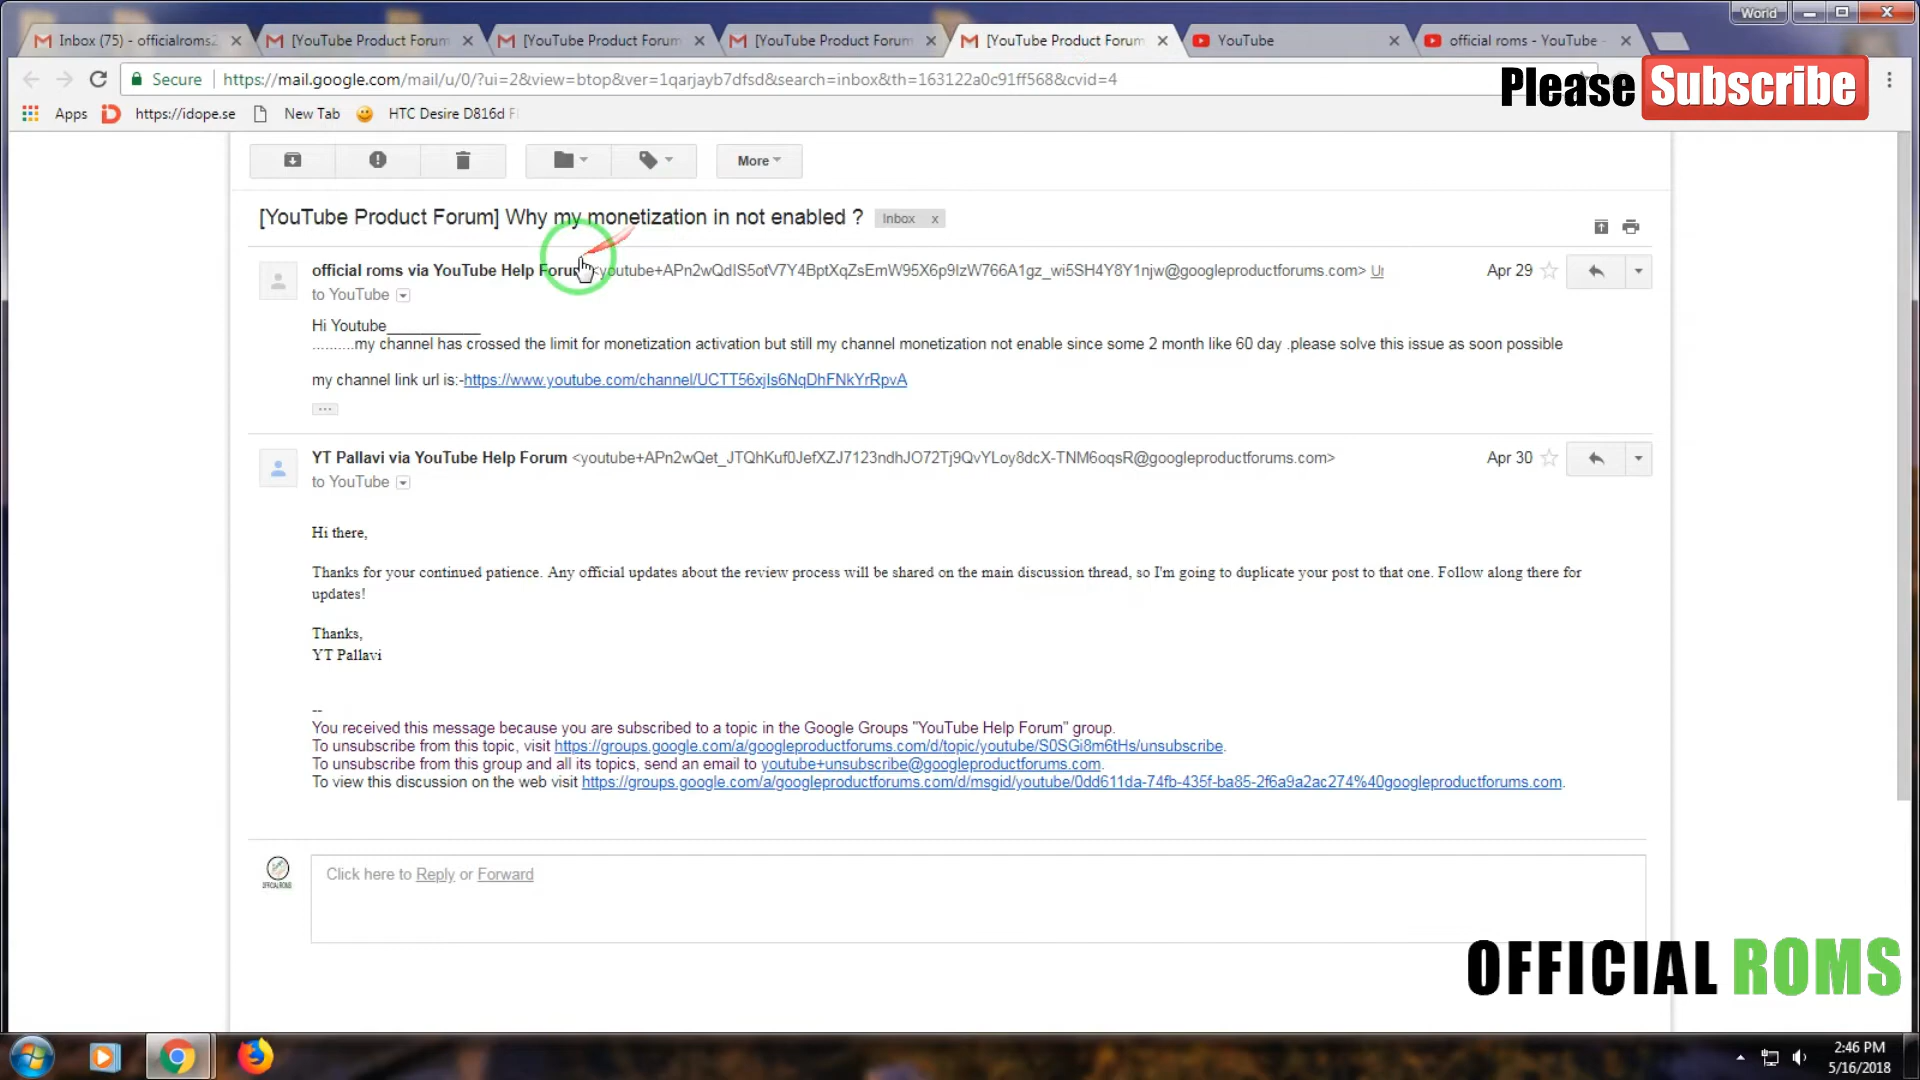 World
Inbox (75) - officialroms2
[YouTube Product Forum
[YouTube Product Forum
[YouTube Product Forum
[YouTube Product Forum
YouTube
official roms - YouTube -
Secure
https://mail.google.com/mail/u/0/?ui=2&view=btop&ver=1qarjayb7dfsd&search=inbox&th=163122a0c91ff568&cvid=4
Please Subscribe
Apps
https://idope.se
New Tab
HTC Desire D816d F
More
[YouTube Product Forum] Why my monetization in not enabled ?
Inbox x
official roms via YouTube Help Forum <youtube+APn2wQdIS5otV7Y4BptXqZsEmW95X6p9IzW766A1gz_wi5SH4Y8Y1njw@googleproductforums.com> Ur
Apr 29
to YouTube
Hi Youtube___________
..........my channel has crossed the limit for monetization activation but still my channel monetization not enable since some 2 month like 60 day .please solve this issue as soon possible
my channel link url is:-https://www.youtube.com/channel/UCTT56xjIs6NqDhFNkYrRpvA
...
YT Pallavi via YouTube Help Forum <youtube+APn2wQet_JTQhKuf0JefXZJ7123ndhJO72Tj9QvYLoy8dcX-TNM6oqsR@googleproductforums.com>
Apr 30
to YouTube
Hi there,
Thanks for your continued patience. Any official updates about the review process will be shared on the main discussion thread, so I'm going to duplicate your post to that one. Follow along there for
updates!
Thanks,
YT Pallavi
--
You received this message because you are subscribed to a topic in the Google Groups "YouTube Help Forum" group.
To unsubscribe from this topic, visit https://groups.google.com/a/googleproductforums.com/d/topic/youtube/S0SGi8m6tHs/unsubscribe.
To unsubscribe from this group and all its topics, send an email to youtube+unsubscribe@googleproductforums.com.
To view this discussion on the web visit https://groups.google.com/a/googleproductforums.com/d/msgid/youtube/0dd611da-74fb-435f-ba85-2f6a9a2ac274%40googleproductforums.com.
OFFICIAL ROMS
Click here to Reply or Forward
OFFICIAL ROMS
2:46 PM
5/16/2018